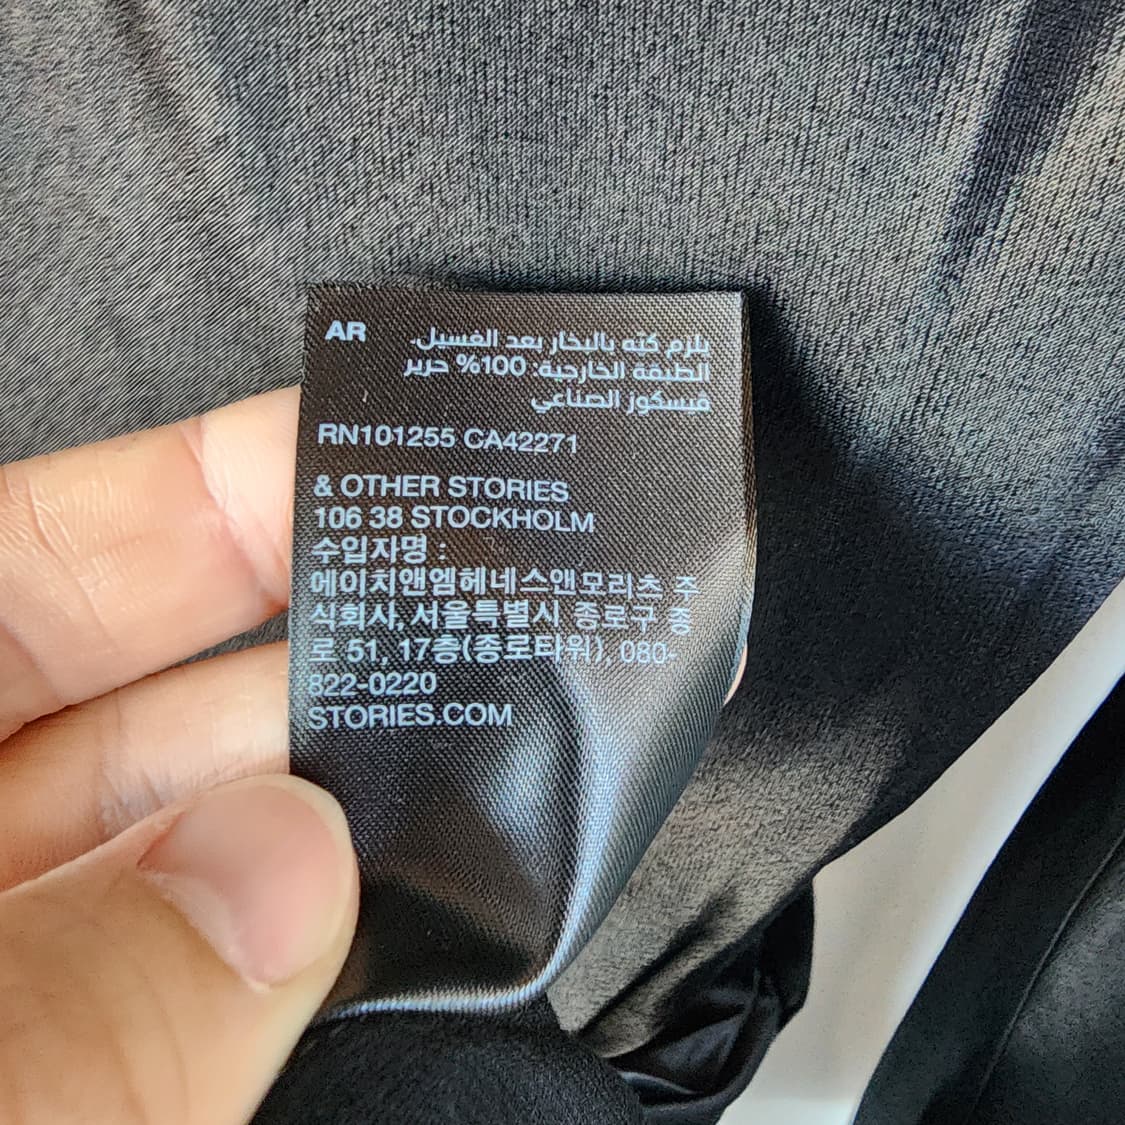 AR
يلزم كيّه بالبخار بعد الغسيل.
الطبقة الخارجية: 100% حرير
فيسكوز الصناعي
RN101255 CA42271
& OTHER STORIES
106 38 STOCKHOLM
수입자명 :
에이치앤엠헤네스앤모리츠 주
식회사, 서울특별시 종로구 종
로 51, 17층(종로타워), 080-
822-0220
STORIES.COM